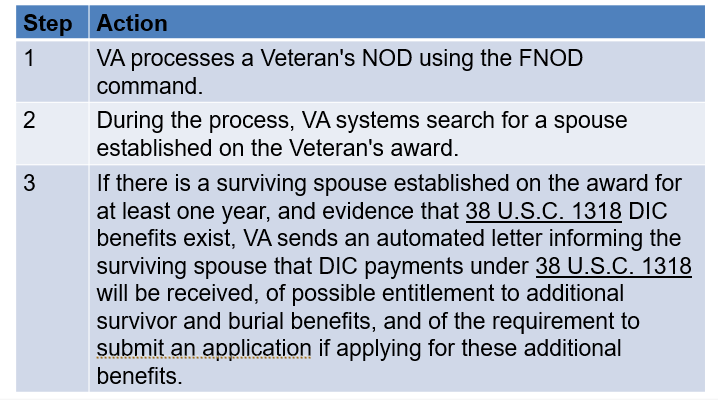 Step Action
1 VA processes a Veteran's NOD using the FNOD
command.
2 During the process, VA systems search for a spouse
established on the Veteran's award.
3 If there is a surviving spouse established on the award for
at least one year, and evidence that 38 U.S.C. 1318 DIC
benefits exist, VA sends an automated letter informing the
surviving spouse that DIC payments under 38 U.S.C. 1318
will be received, of possible entitlement to additional
survivor and burial benefits, and of the requirement to
submit an application if applying for these additional
benefits.